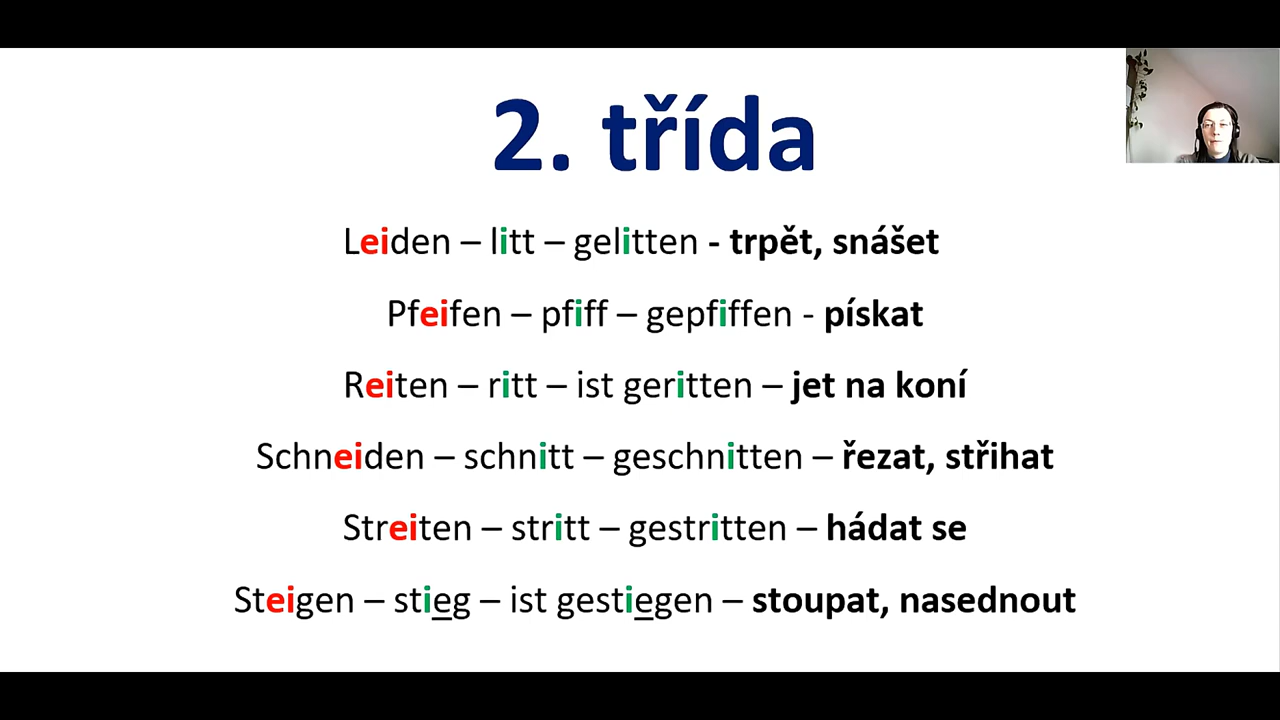 2. třída
Leiden – litt – gelitten - trpět, snášet
Pfeifen – pfiff – gepfiffen - pískat
Reiten – ritt – ist geritten – jet na koní
Schneiden – schnitt – geschnitten – řezat, střihat
Streiten – stritt – gestritten – hádat se
Steigen – stieg – ist gestiegen – stoupat, nasednout